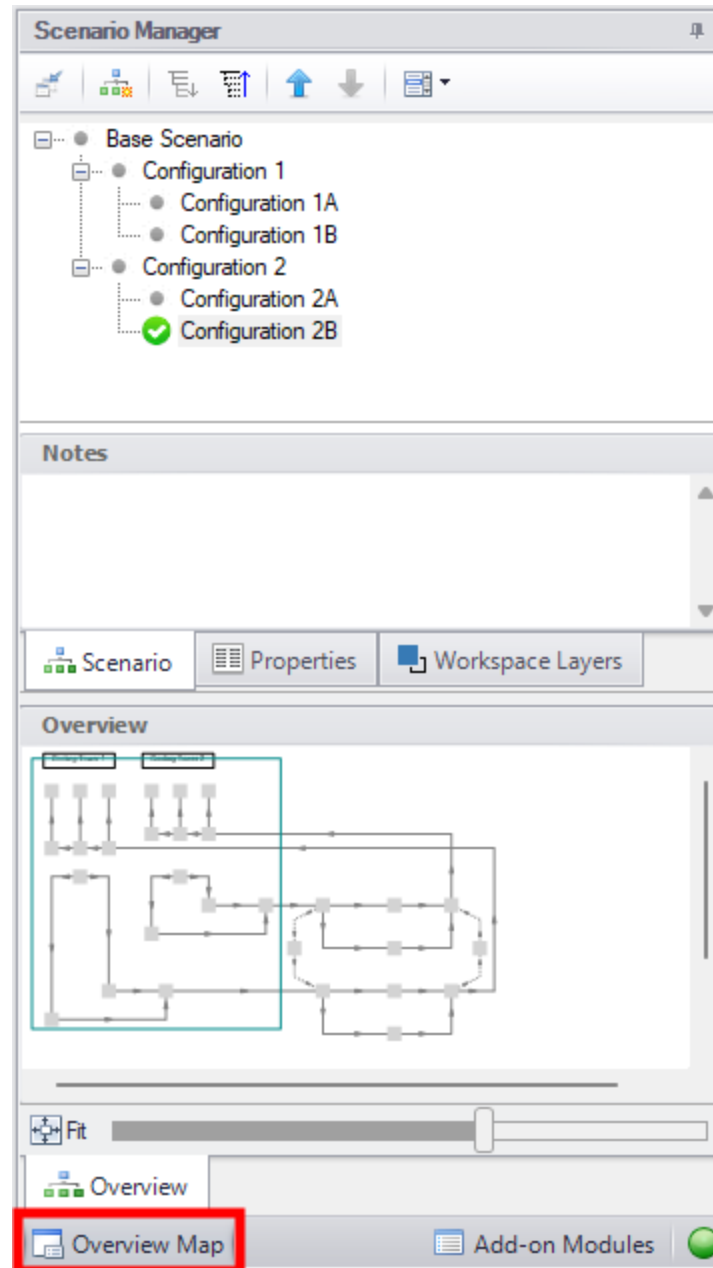 Scenario Manager
Base Scenario
Configuration 1
Configuration 1A
Configuration 1B
Configuration 2
Configuration 2A
Configuration 2B
Notes
Scenario Properties Workspace Layers
Overview
Fit
Overview
Overview Map Add-on Modules